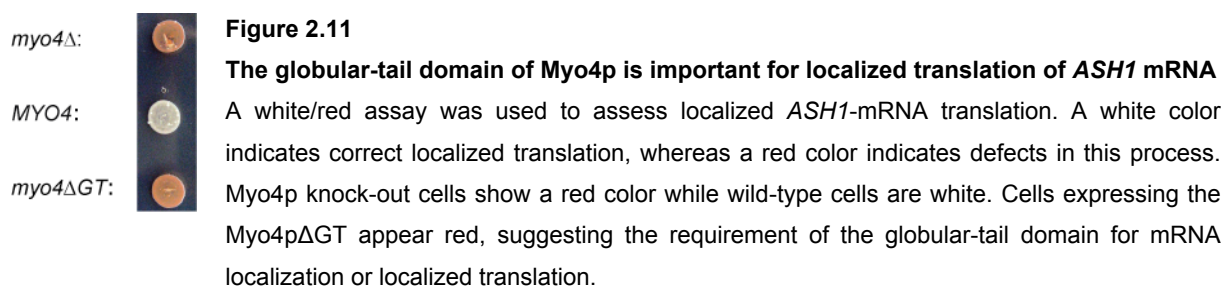 myo4Δ:
MYO4:
myo4ΔGT:
Figure 2.11
The globular-tail domain of Myo4p is important for localized translation of ASH1 mRNA
A white/red assay was used to assess localized ASH1-mRNA translation. A white color
indicates correct localized translation, whereas a red color indicates defects in this process.
Myo4p knock-out cells show a red color while wild-type cells are white. Cells expressing the
Myo4pΔGT appear red, suggesting the requirement of the globular-tail domain for mRNA
localization or localized translation.